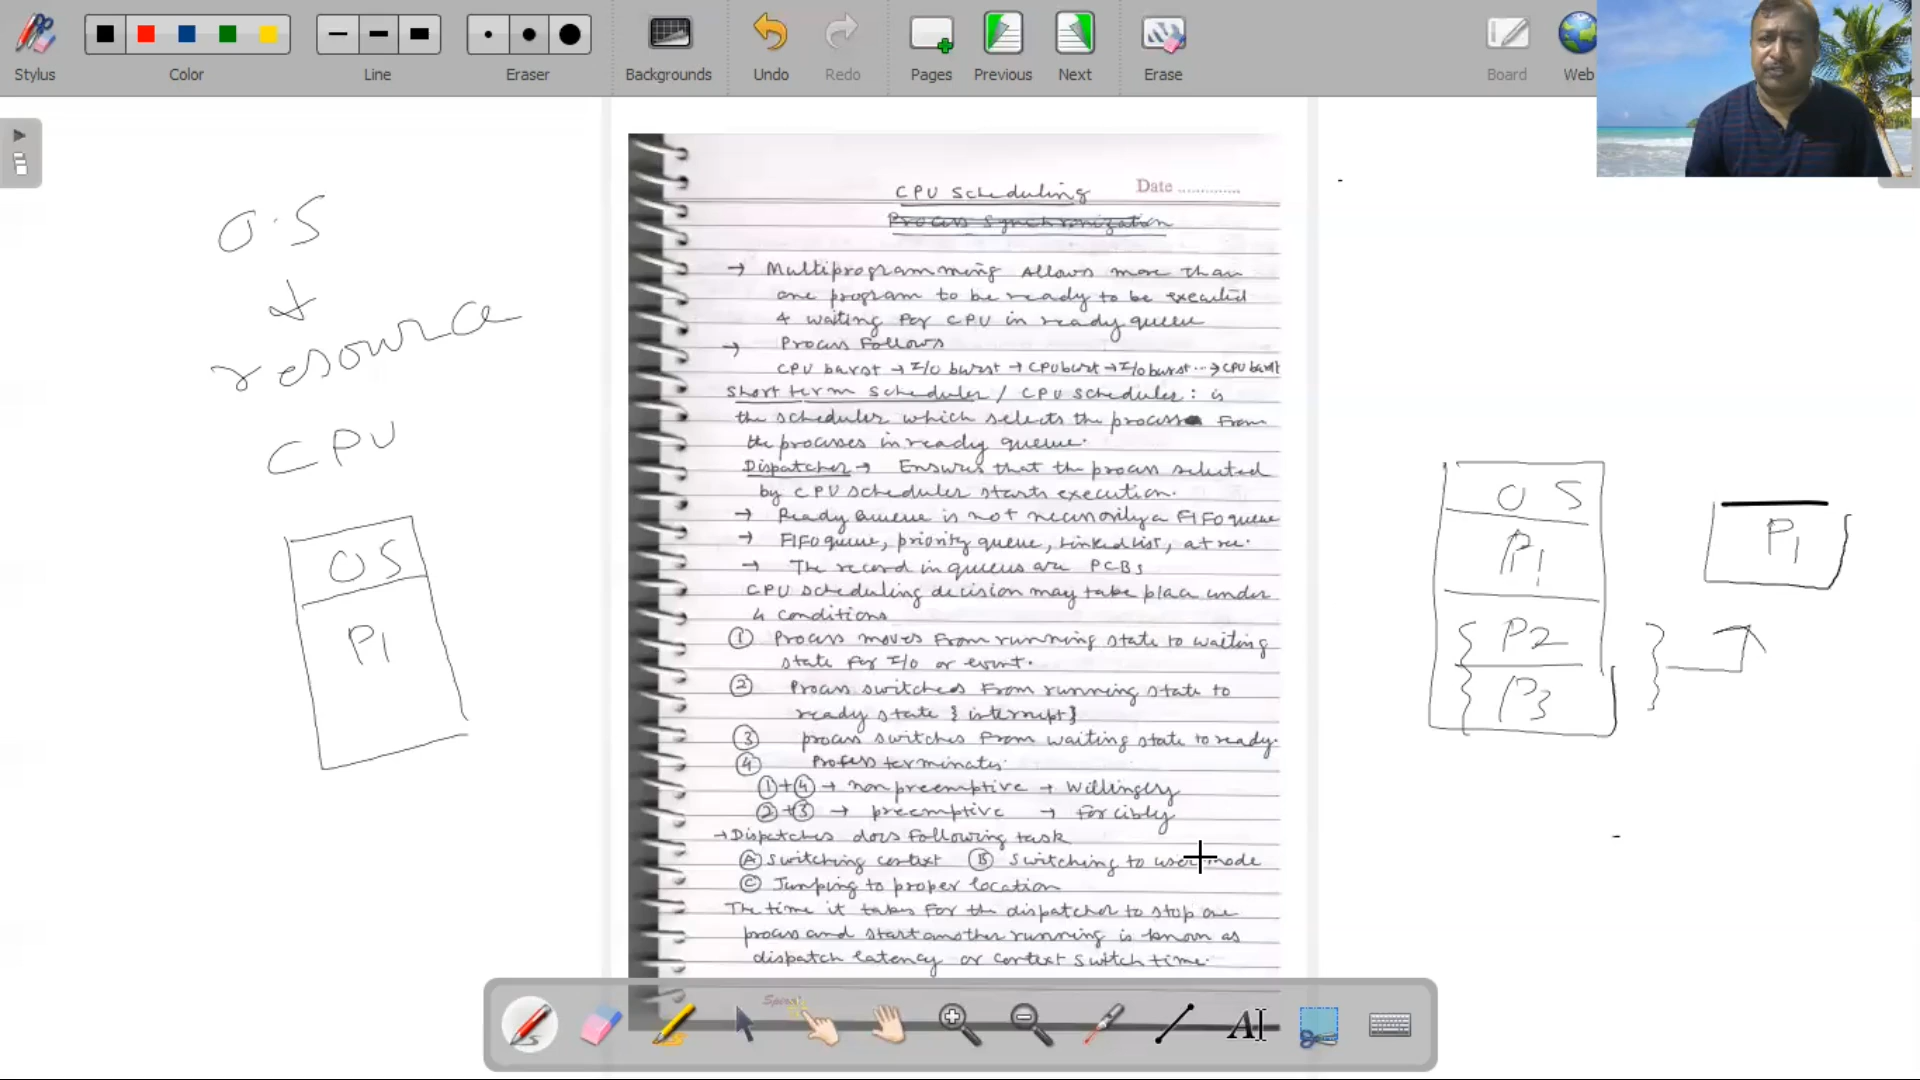 Stylus
Color
Line
Eraser
Backgrounds
Undo
Redo
Pages
Previous
Next
Erase
Board
Web
O.S
resource
CPU
OS
P1
CPU Scheduling
Date ..............
Process Synchronization
→ Multiprogramming allows more than
one program to be ready to be executed
& waiting for CPU in ready queue
→ Process Follows
CPU burst → I/O burst → CPU burst → I/O burst ... → CPU burst
Short term scheduler / CPU scheduler : is
the scheduler which selects the process from
the processes in ready queue.
Dispatcher → Ensures that the process selected
by CPU scheduler starts execution.
→ Ready Queue is not necessarily a FIFO queue
→ FIFO queue, priority queue, Linked list, a tree.
→ The record in queues are PCBs
CPU scheduling decision may take place under
4 conditions
① Process moves from running state to waiting
state for I/O or event.
② Process switched from running state to
ready state { interrupt }
③ process switches from waiting state to ready.
④ Process terminates.
①+④ → non preemptive → willingly
②+③ → preemptive → forcibly
→ Dispatches does following task
Ⓐ Switching context Ⓑ Switching to user mode
Ⓒ Jumping to proper location
The time it takes for the dispatcher to stop one
process and start another running is known as
dispatch latency or context switch time.
OS
P1
P2
P3
P1